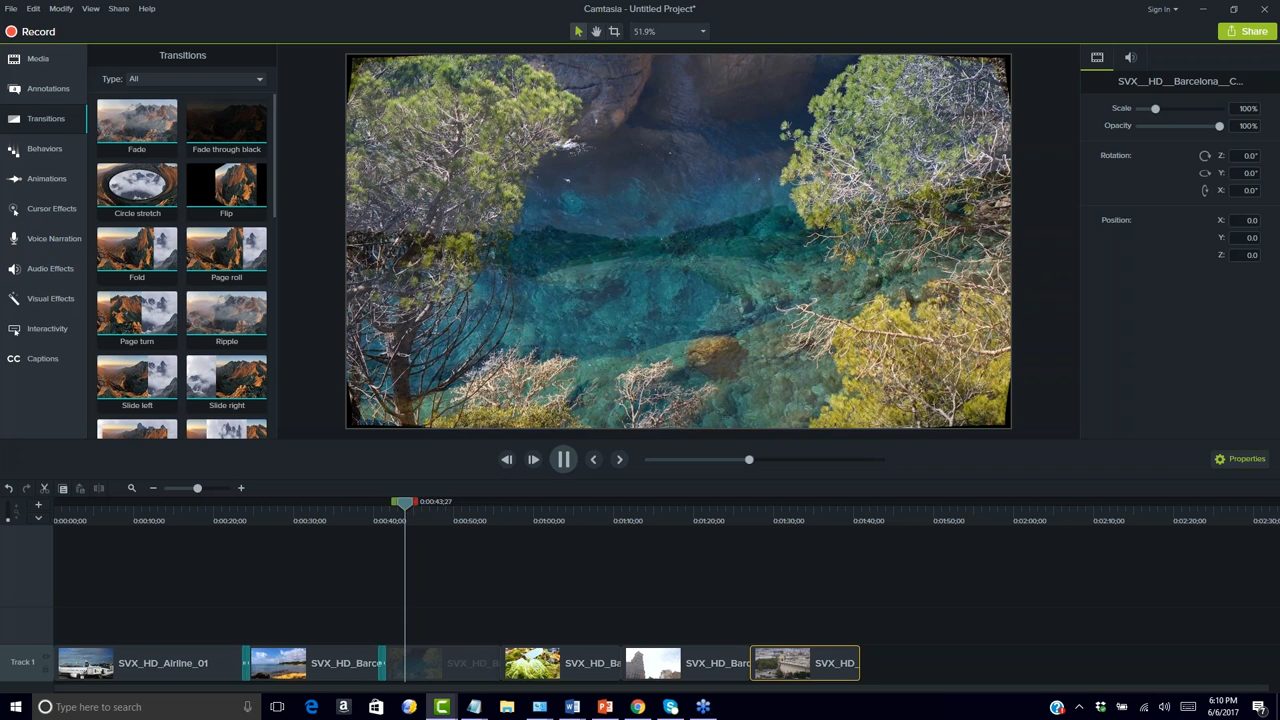 File Edit Modify View Share Help
Camtasia - Untitled Project*
Sign In
Record
51.9%
Share
Media
Annotations
Transitions
Behaviors
Animations
Cursor Effects
Voice Narration
Audio Effects
Visual Effects
Interactivity
CC Captions
Transitions
Type: All
Fade
Fade through black
Circle stretch
Flip
Fold
Page roll
Page turn
Ripple
Slide left
Slide right
SVX__HD__Barcelona__C...
Scale 100%
Opacity 100%
Rotation: Z: 0.0°
Y: 0.0°
X: 0.0°
Position: X: 0.0
Y: 0.0
Z: 0.0
Properties
0:00:43;27
0:00:00;00 0:00:10;00 0:00:20;00 0:00:30;00 0:00:40;00 0:00:50;00 0:01:00;00 0:01:10;00 0:01:20;00 0:01:30;00 0:01:40;00 0:01:50;00 0:02:00;00 0:02:10;00 0:02:20;00 0:02:30;
Track 1
SVX_HD_Airline_01
SVX_HD_Barc
SVX_HD_B
SVX_HD_Ba
SVX_HD_Bar
SVX_HD_
Type here to search
6:10 PM
6/6/2017